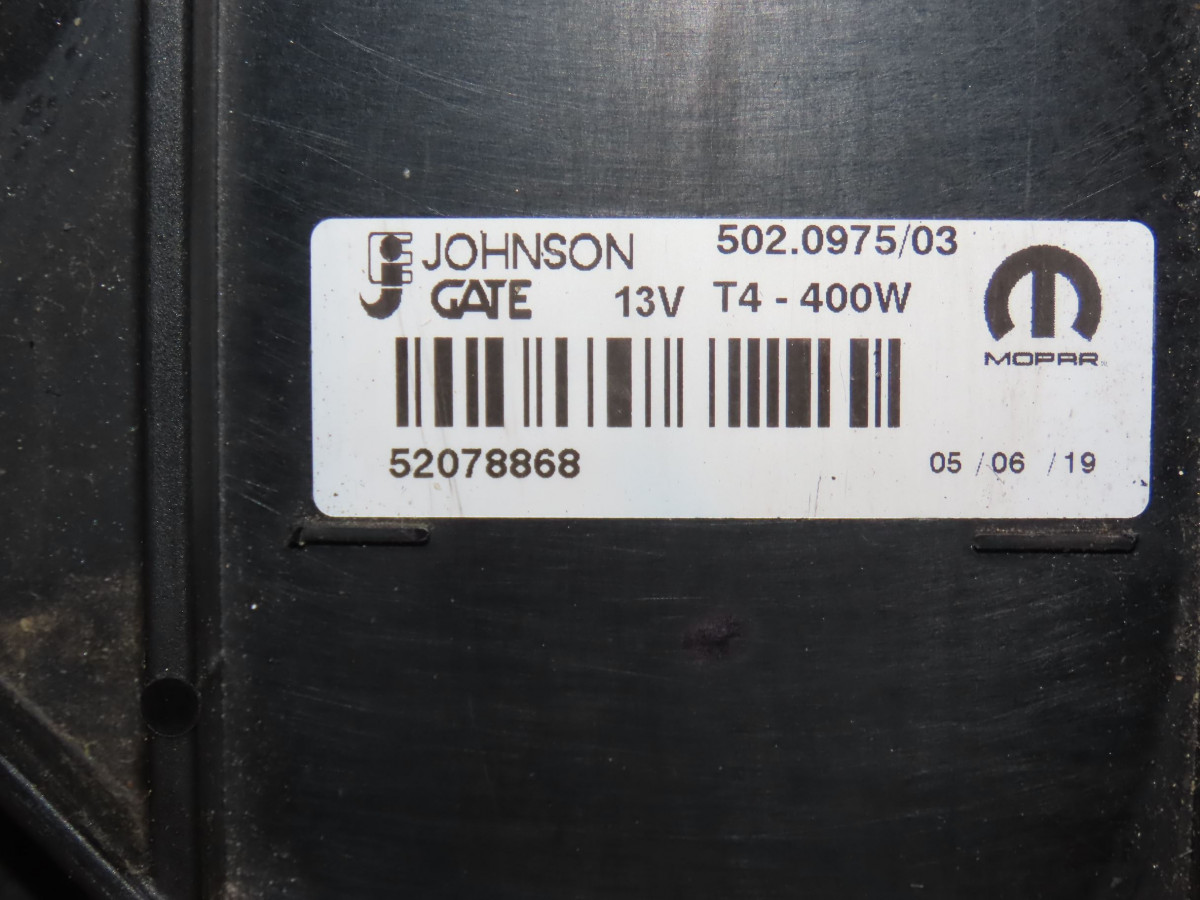 JOHNSON 502.0975/03
GATE 13V T4 - 400W
MOPAR
52078868 05 / 06 / 19